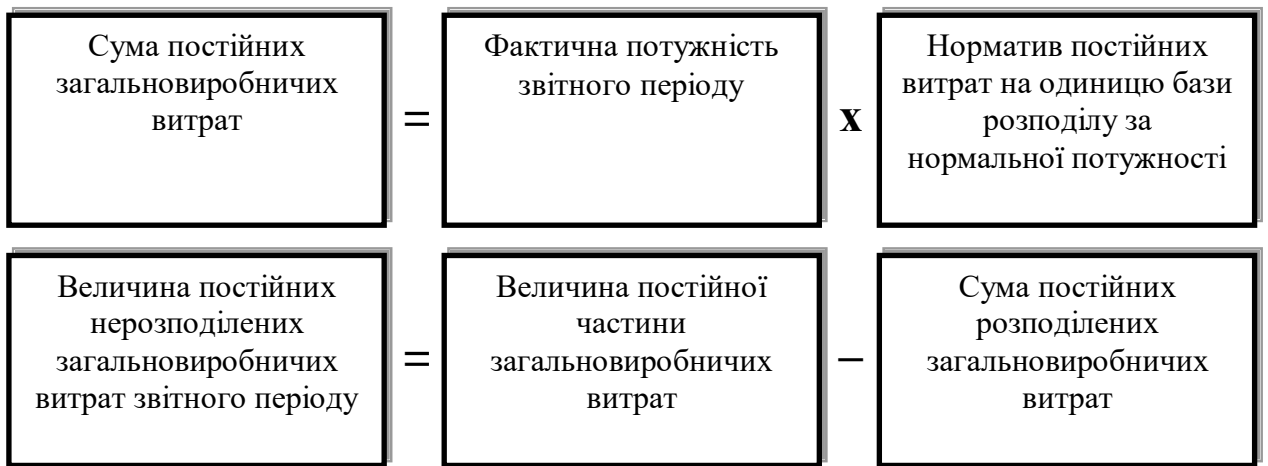 Сума постійних
загальновиробничих
витрат
=
Фактична потужність
звітного періоду
x
Норматив постійних
витрат на одиницю бази
розподілу за
нормальної потужності
Величина постійних
нерозподілених
загальновиробничих
витрат звітного періоду
=
Величина постійної
частини
загальновиробничих
витрат
–
Сума постійних
розподілених
загальновиробничих
витрат